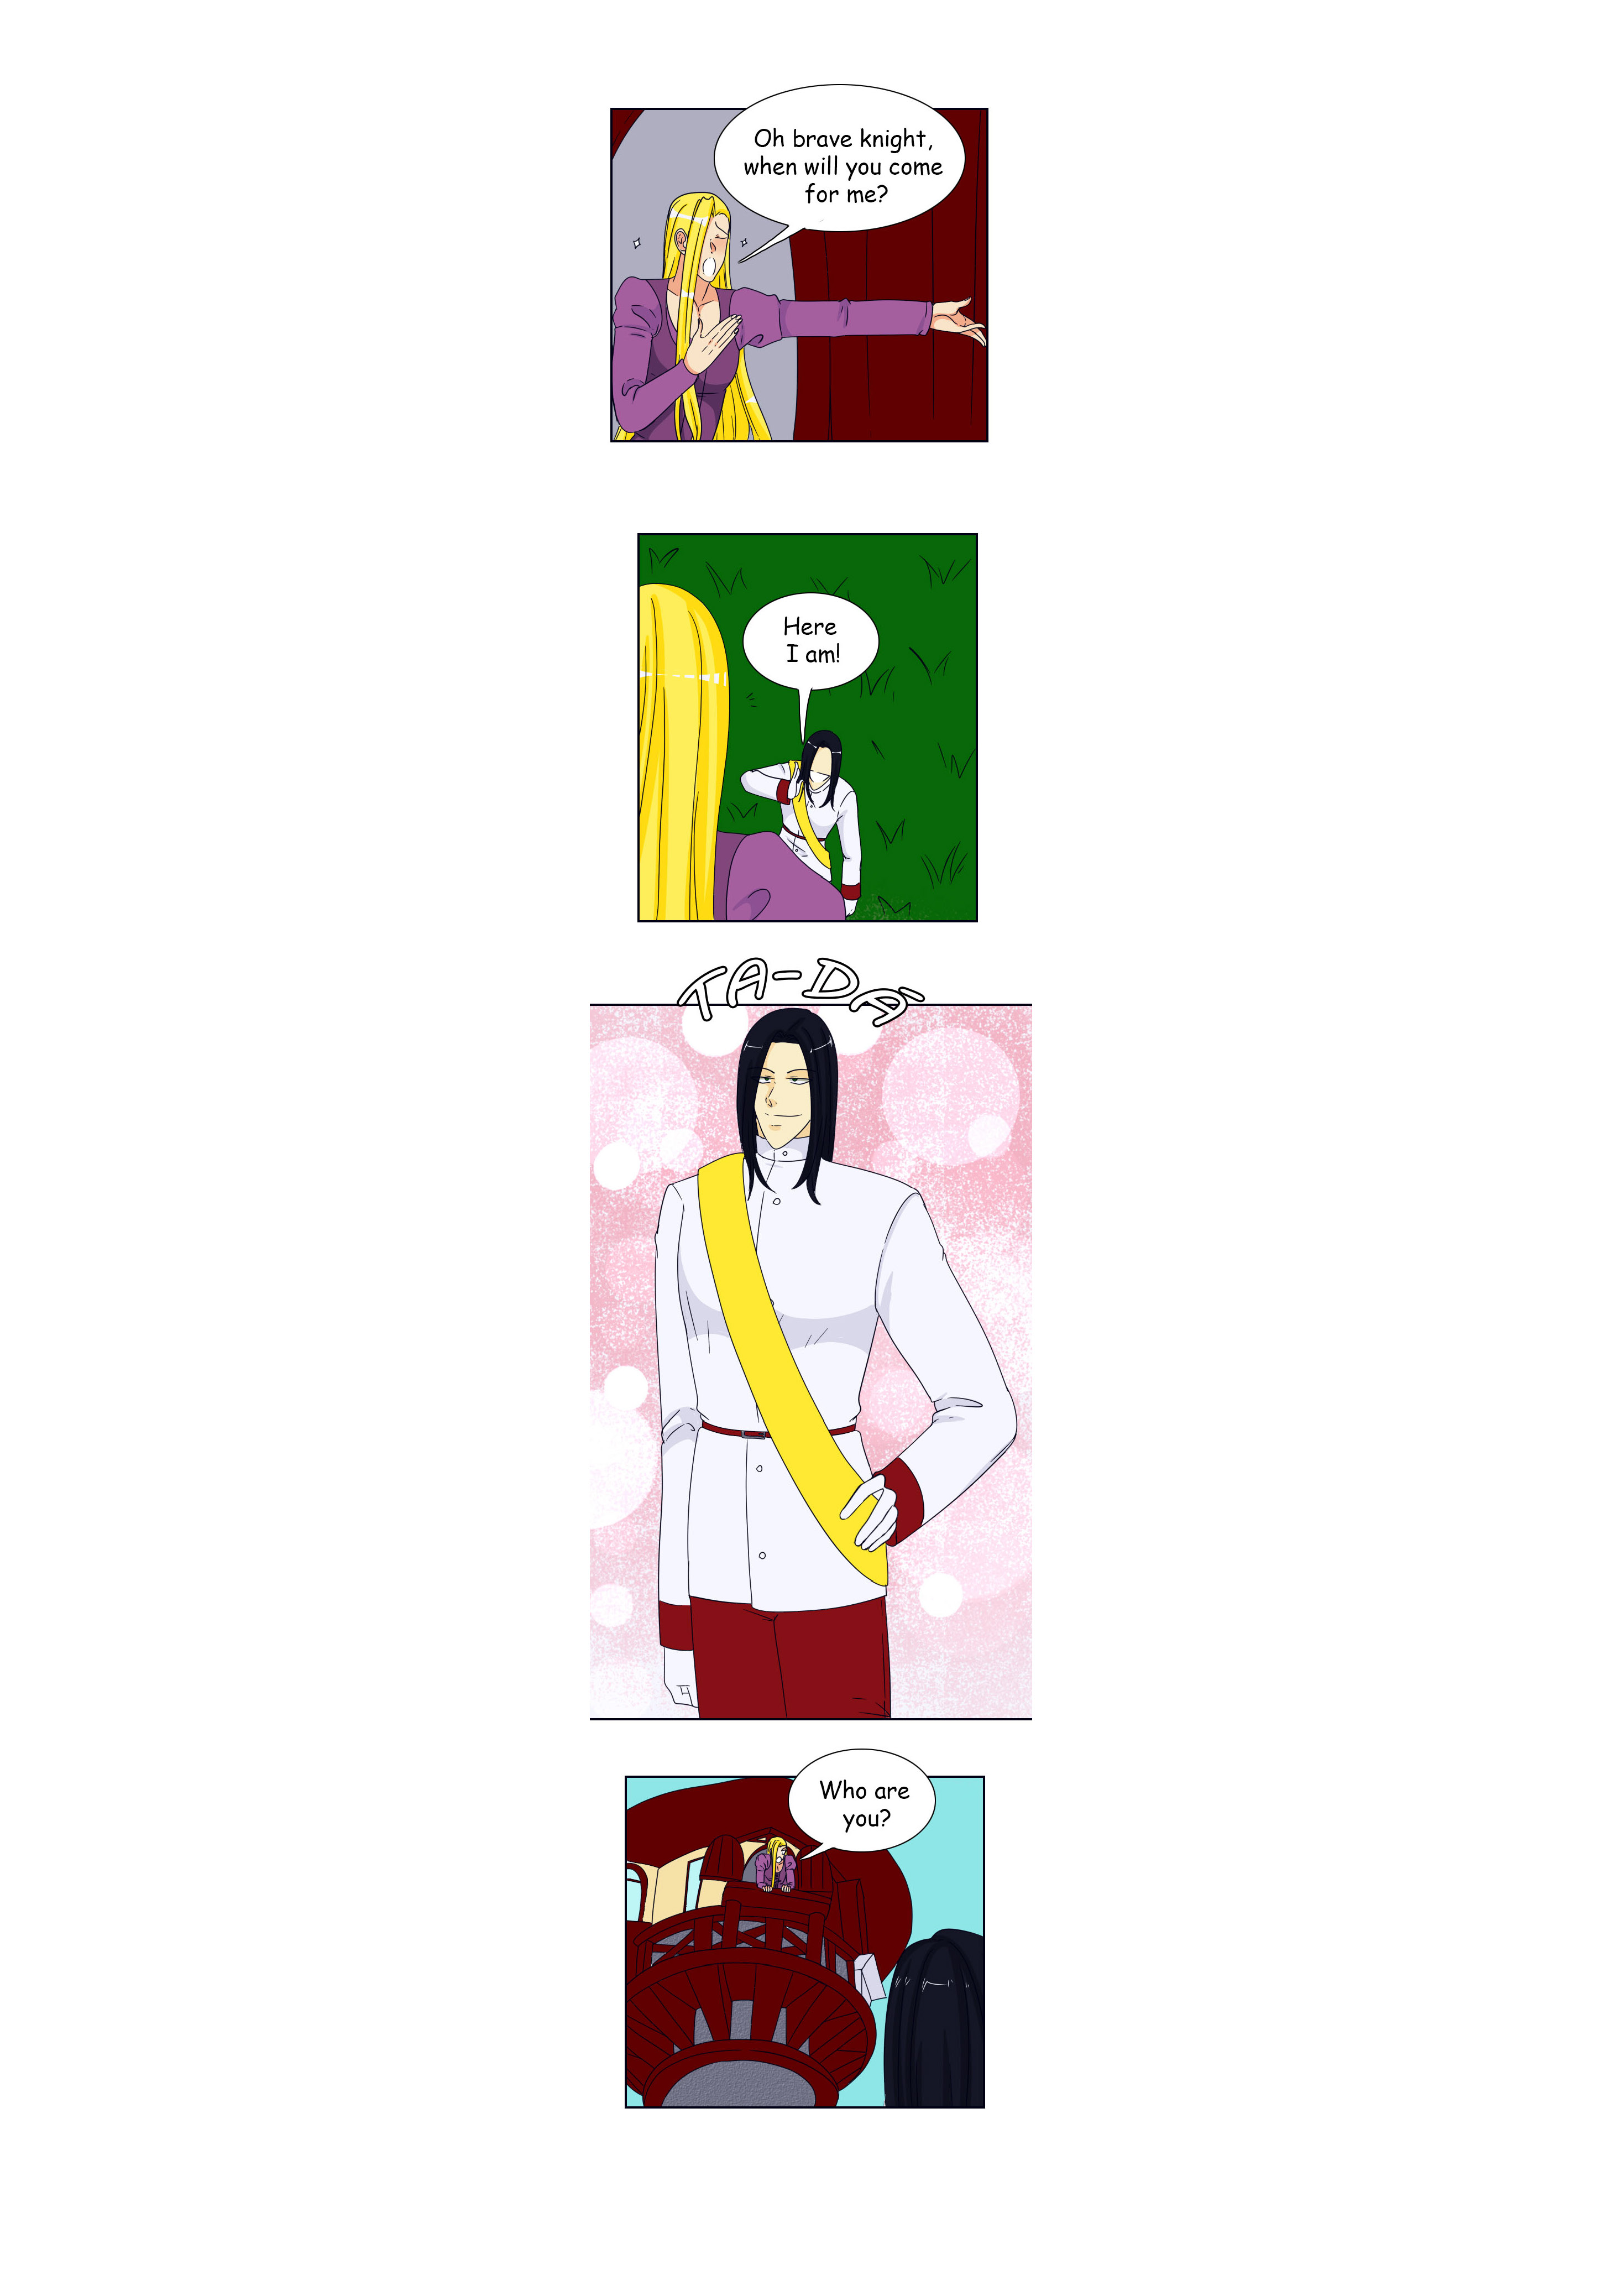 Oh brave knight,
when will you come
for me?
Here
I am!
TA-DA'
Who are
you?